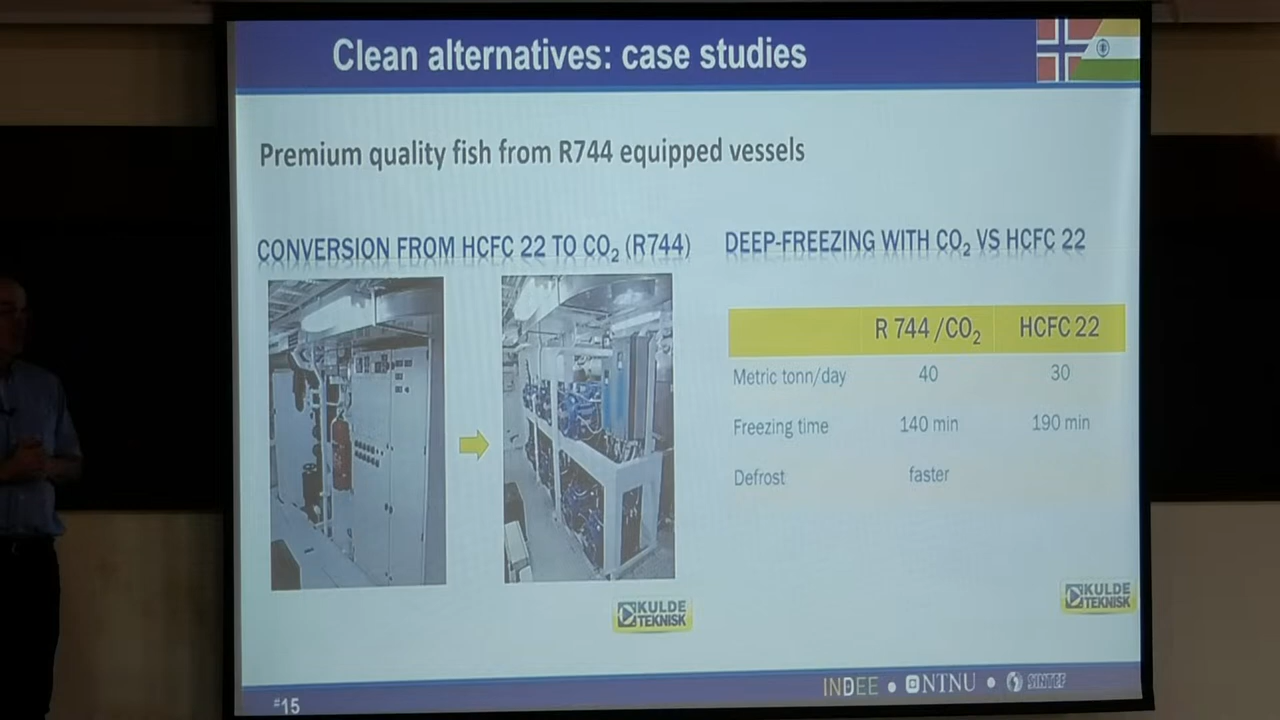 Clean alternatives: case studies
Premium quality fish from R744 equipped vessels
CONVERSION FROM HCFC 22 TO CO₂ (R744)
DEEP-FREEZING WITH CO₂ VS HCFC 22
R 744 /CO₂ HCFC 22
Metric tonn/day 40 30
Freezing time 140 min 190 min
Defrost faster
KULDE
TEKNISK
KULDE
TEKNISK
#15
INDEE • NTNU • SINTEF